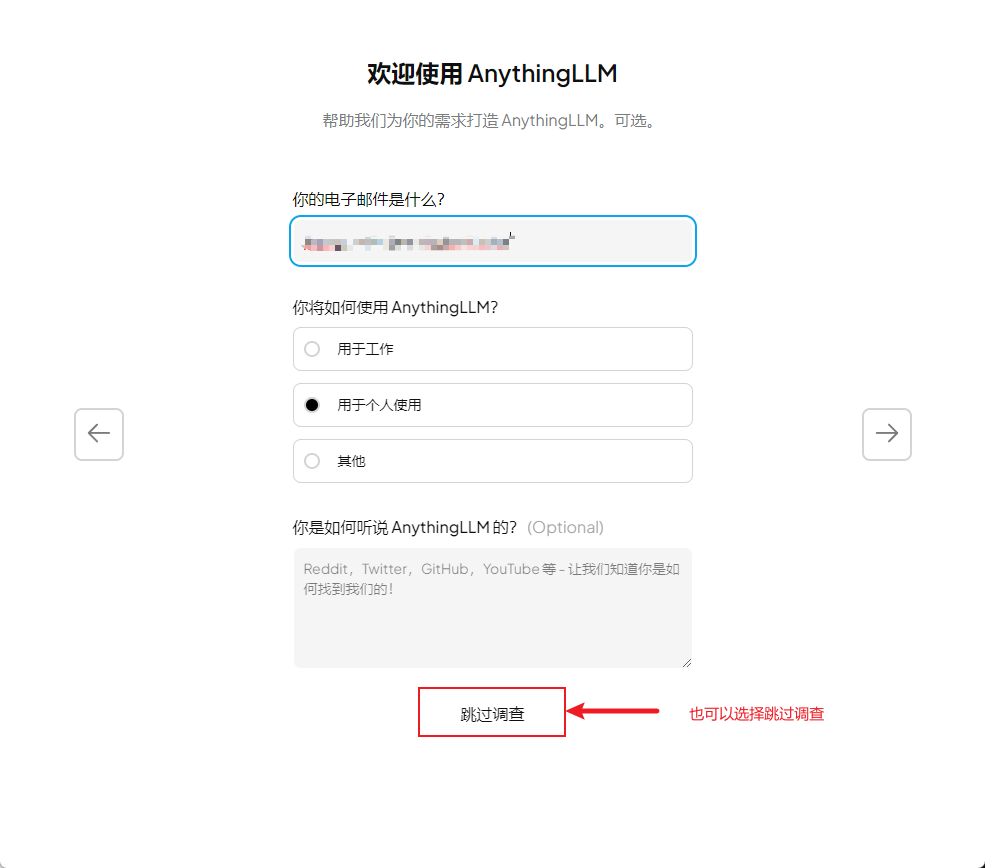 欢迎使用 AnythingLLM
帮助我们为你的需求打造 AnythingLLM。可选。
你的电子邮件是什么?
你将如何使用 AnythingLLM?
用于工作
用于个人使用
其他
你是如何听说 AnythingLLM 的? (Optional)
Reddit，Twitter，GitHub，YouTube 等 - 让我们知道你是如
何找到我们的！
跳过调查
也可以选择跳过调查